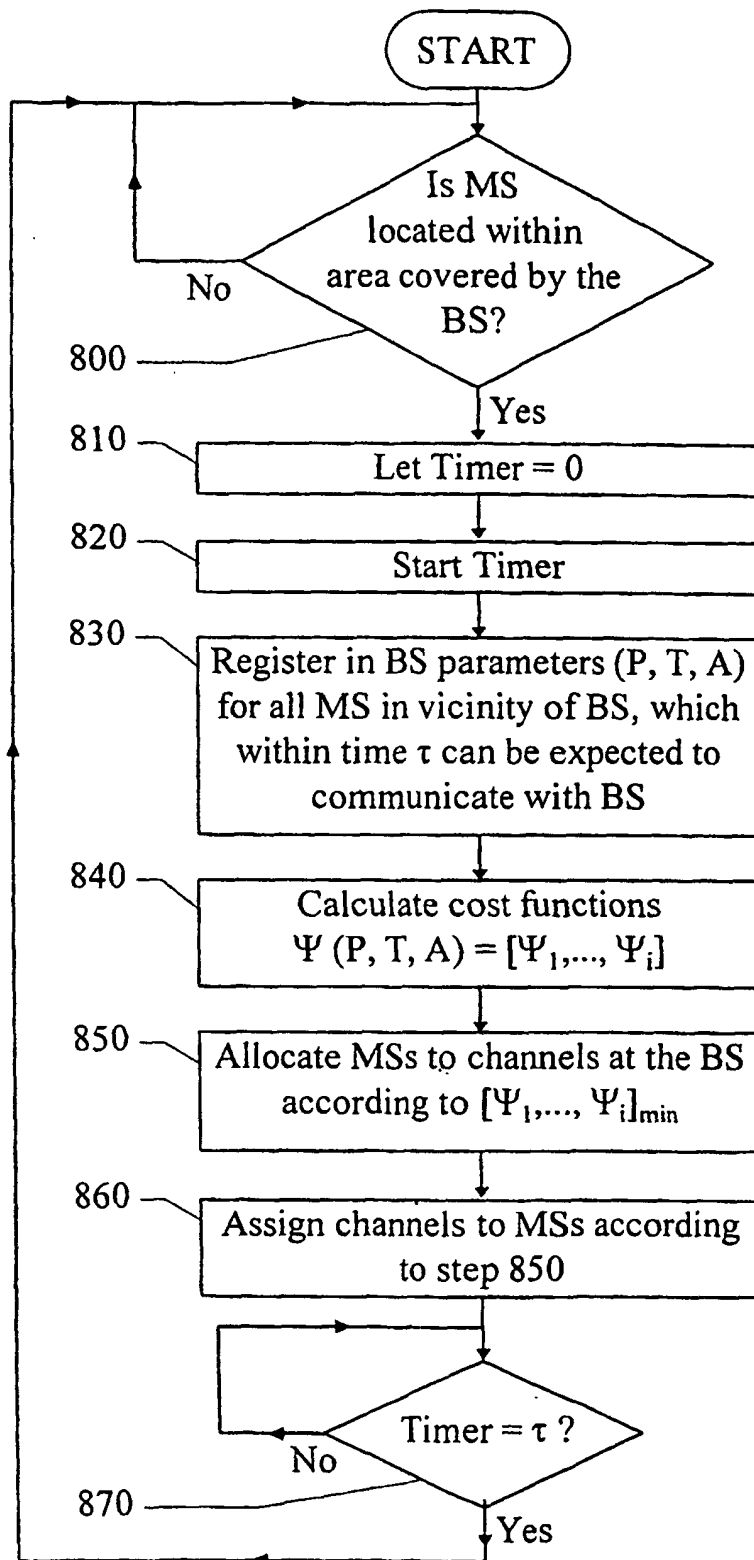 START
Is MS
located within
area covered by the
BS?
No
800
Yes
810
Let Timer = 0
820
Start Timer
830
Register in BS parameters (P, T, A)
for all MS in vicinity of BS, which
within time τ can be expected to
communicate with BS
840
Calculate cost functions
Ψ (P, T, A) = [Ψ₁,..., Ψᵢ]
850
Allocate MSs to channels at the BS
according to [Ψ₁,..., Ψᵢ]min
860
Assign channels to MSs according
to step 850
Timer = τ ?
No
870
Yes